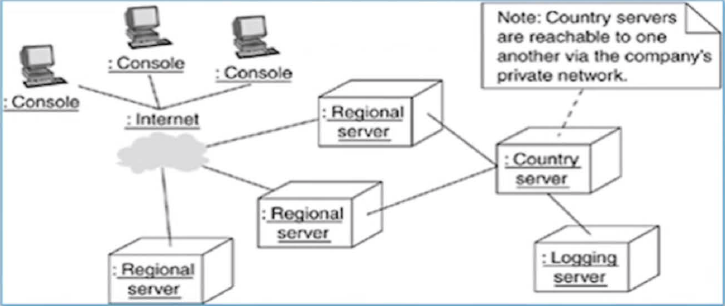 : Console
: Console
: Console
: Internet
: Regional
server
: Regional
server
: Regional
server
: Country
server
: Logging
server
Note: Country servers
are reachable to one
another via the company's
private network.